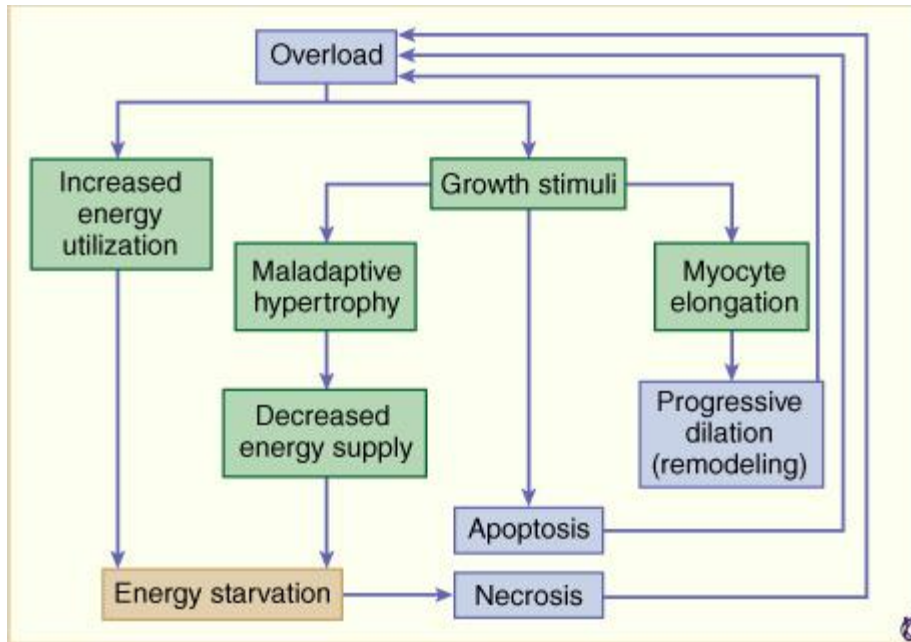 Overload
Increased
energy
utilization
Growth stimuli
Maladaptive
hypertrophy
Myocyte
elongation
Decreased
energy supply
Progressive
dilation
(remodeling)
Apoptosis
Energy starvation
Necrosis